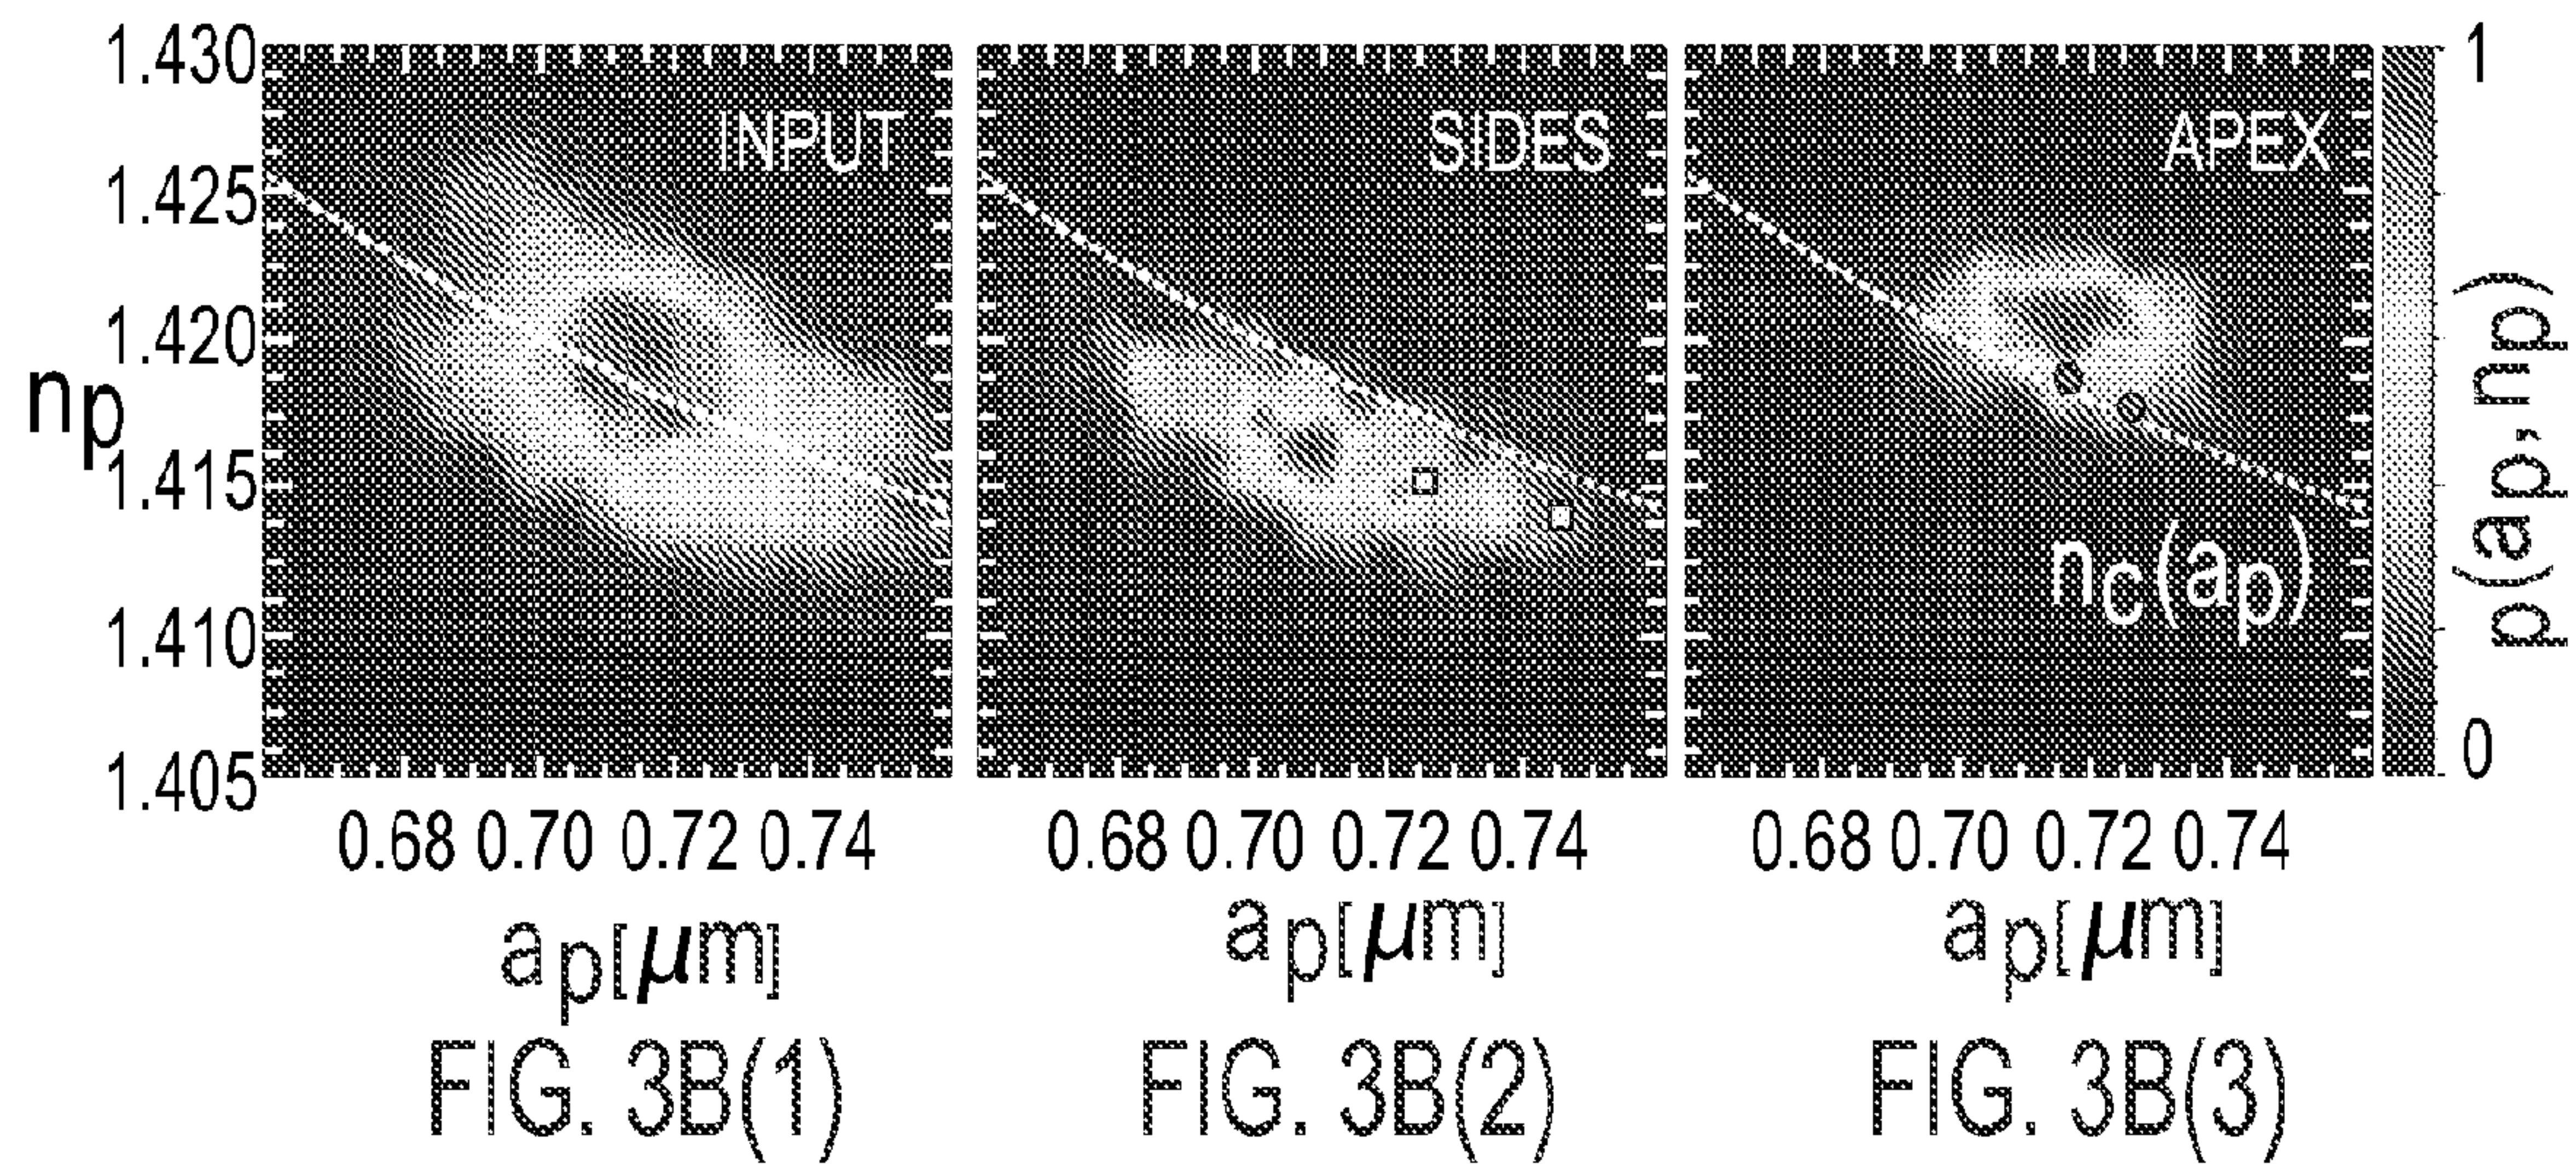 1.430
1.425
1.420
1.415
1.410
1.405
np
INPUT
SIDES
APEX
nc(ap)
1
0
p(ap,np)
0.68 0.70 0.72 0.74
0.68 0.70 0.72 0.74
0.68 0.70 0.72 0.74
ap[μm]
ap[μm]
ap[μm]
FIG. 3B(1)
FIG. 3B(2)
FIG. 3B(3)